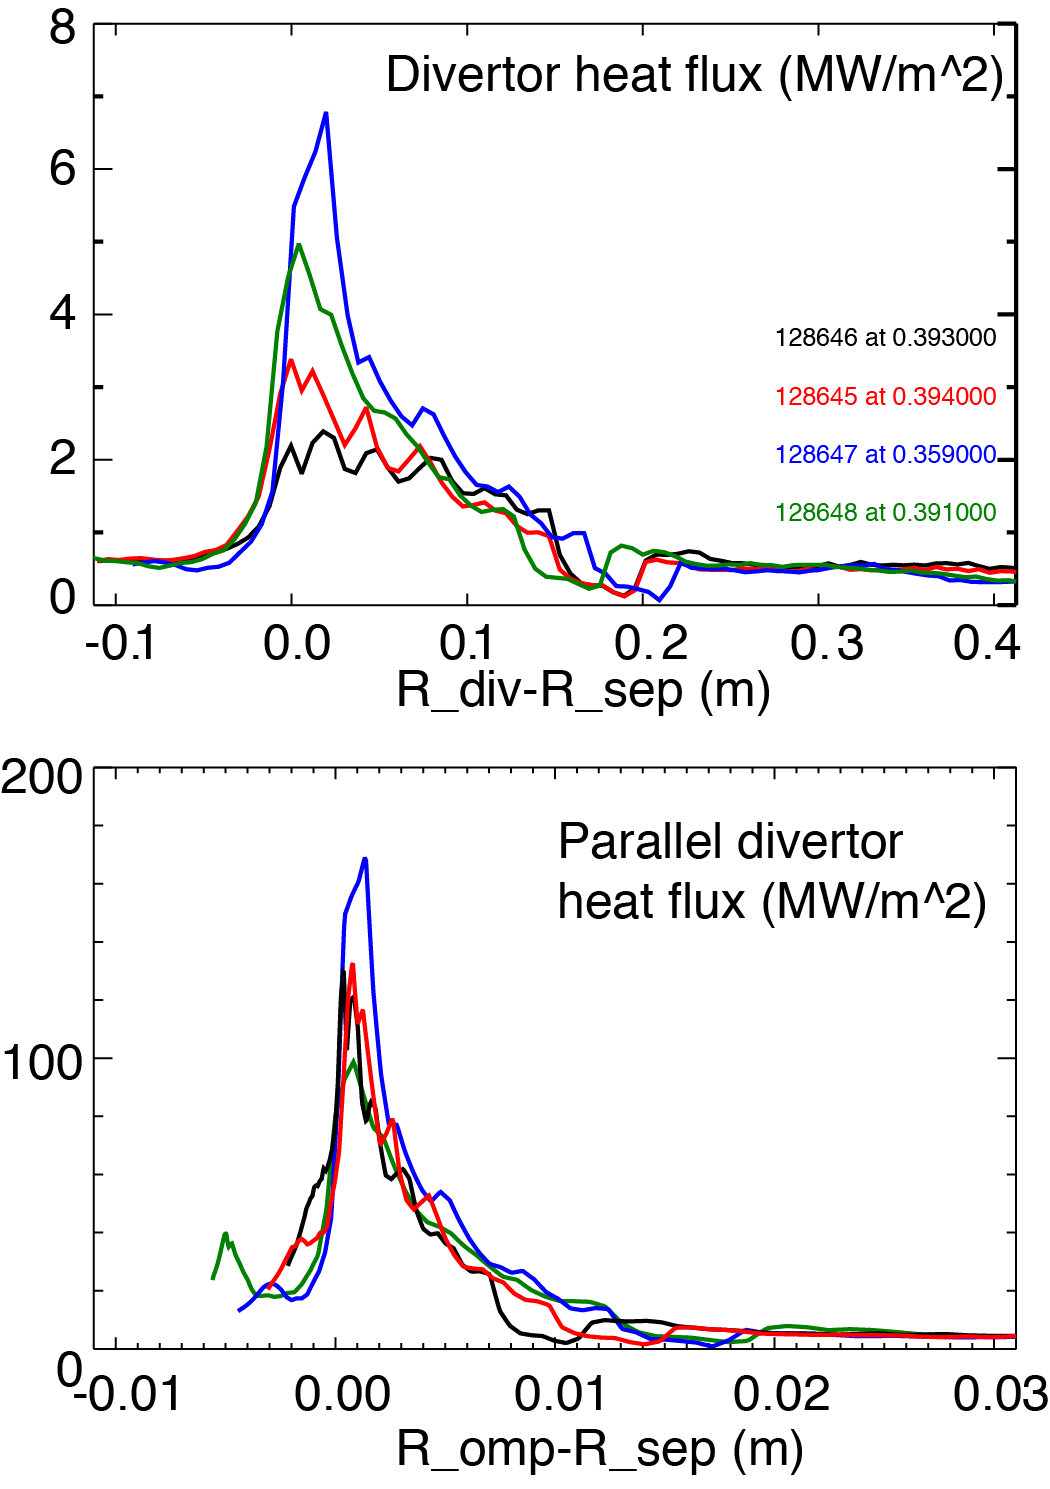 8
Divertor heat flux (MW/m^2)
6
4
128646 at 0.393000
128645 at 0.394000
2
128647 at 0.359000
128648 at 0.391000
0
-0.1 0.0 0.1 0.2 0.3 0.4
R_div-R_sep (m)
200
Parallel divertor
heat flux (MW/m^2)
100
0
-0.01 0.00 0.01 0.02 0.03
R_omp-R_sep (m)